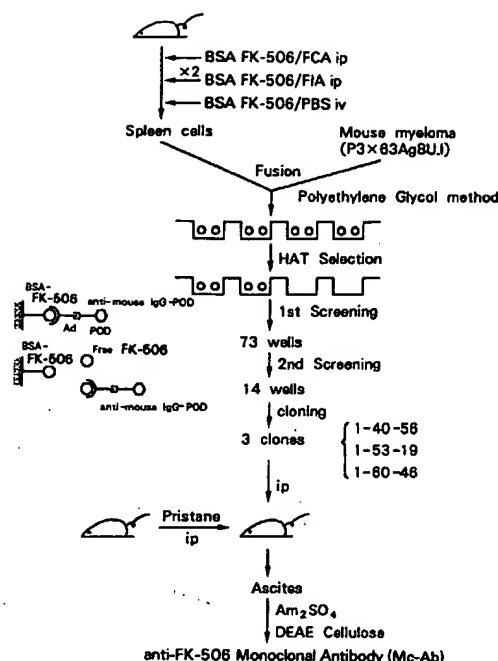 BSA FK-506/FCA ip
×2
BSA FK-506/FIA ip
BSA FK-506/PBS iv
Spleen cells
Mouse myeloma
(P3×63Ag8U.I)
Fusion
Polyethylene Glycol method
HAT Selection
BSA-
FK-506
anti-mouse IgG-POD
Ad
POD
1st Screening
BSA-
FK-506
Free FK-506
anti-mouse IgG-POD
73 wells
2nd Screening
14 wells
cloning
3 clones
1-40-56
1-53-19
1-60-46
ip
Pristane
ip
Ascites
Am2SO4
DEAE Cellulose
anti-FK-506 Monoclonal Antibody (Mc-Ab)